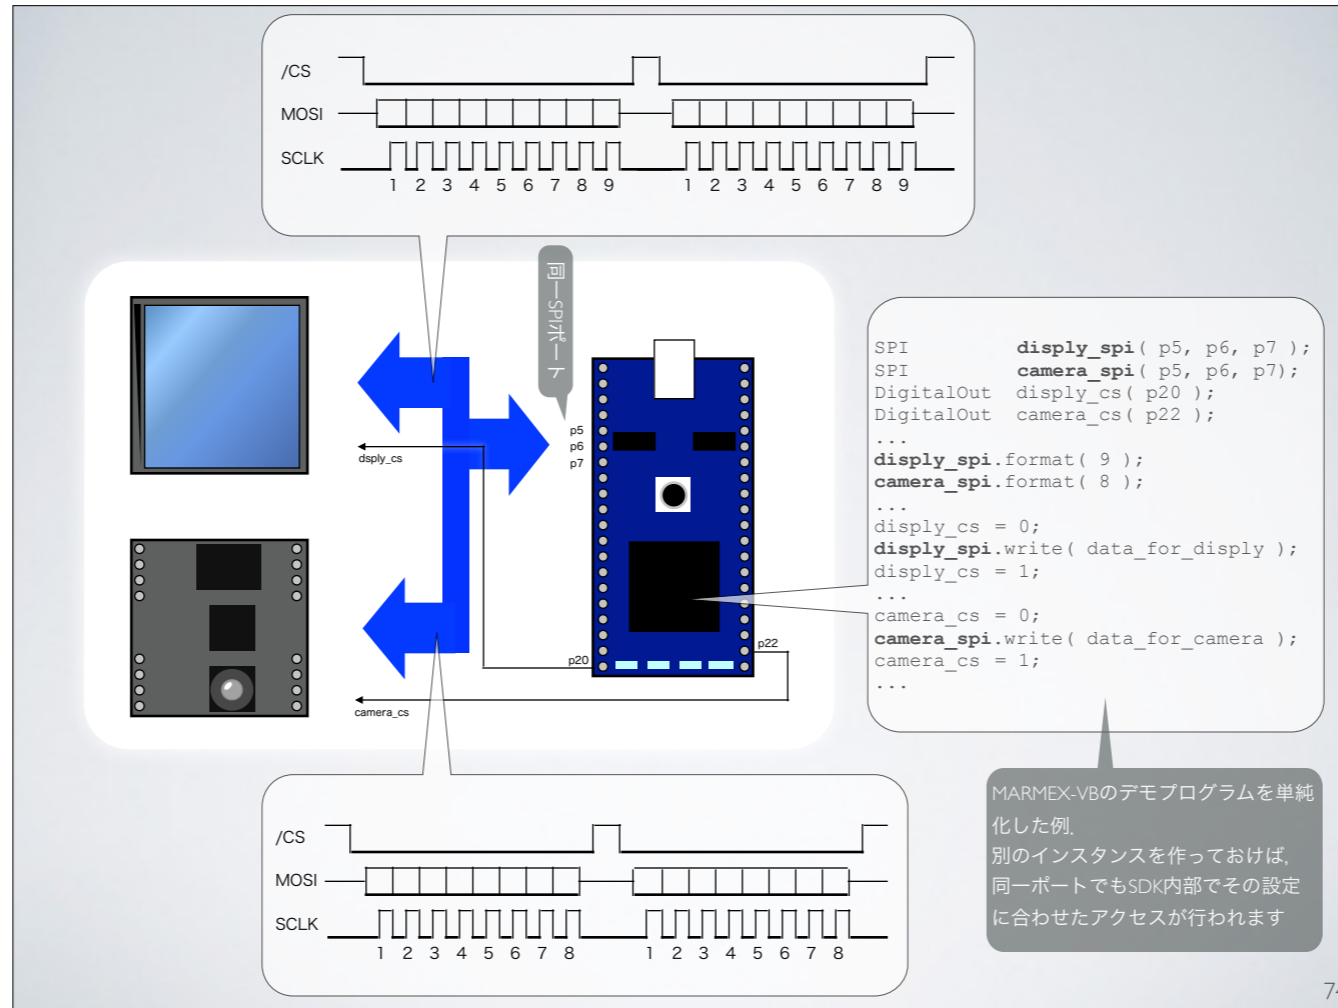 /CS
MOSI
SCLK
1 2 3 4 5 6 7 8 9 1 2 3 4 5 6 7 8 9
同一SPIポート
p5
p6
p7
dsply_cs
p20
p22
camera_cs
SPI disply_spi( p5, p6, p7 );
SPI camera_spi( p5, p6, p7);
DigitalOut disply_cs( p20 );
DigitalOut camera_cs( p22 );
...
disply_spi.format( 9 );
camera_spi.format( 8 );
...
disply_cs = 0;
disply_spi.write( data_for_disply );
disply_cs = 1;
...
camera_cs = 0;
camera_spi.write( data_for_camera );
camera_cs = 1;
...
MARMEX-VBのデモプログラムを単純
化した例．
別のインスタンスを作っておけば，
同一ポートでもSDK内部でその設定
に合わせたアクセスが行われます
/CS
MOSI
SCLK
1 2 3 4 5 6 7 8 1 2 3 4 5 6 7 8
74